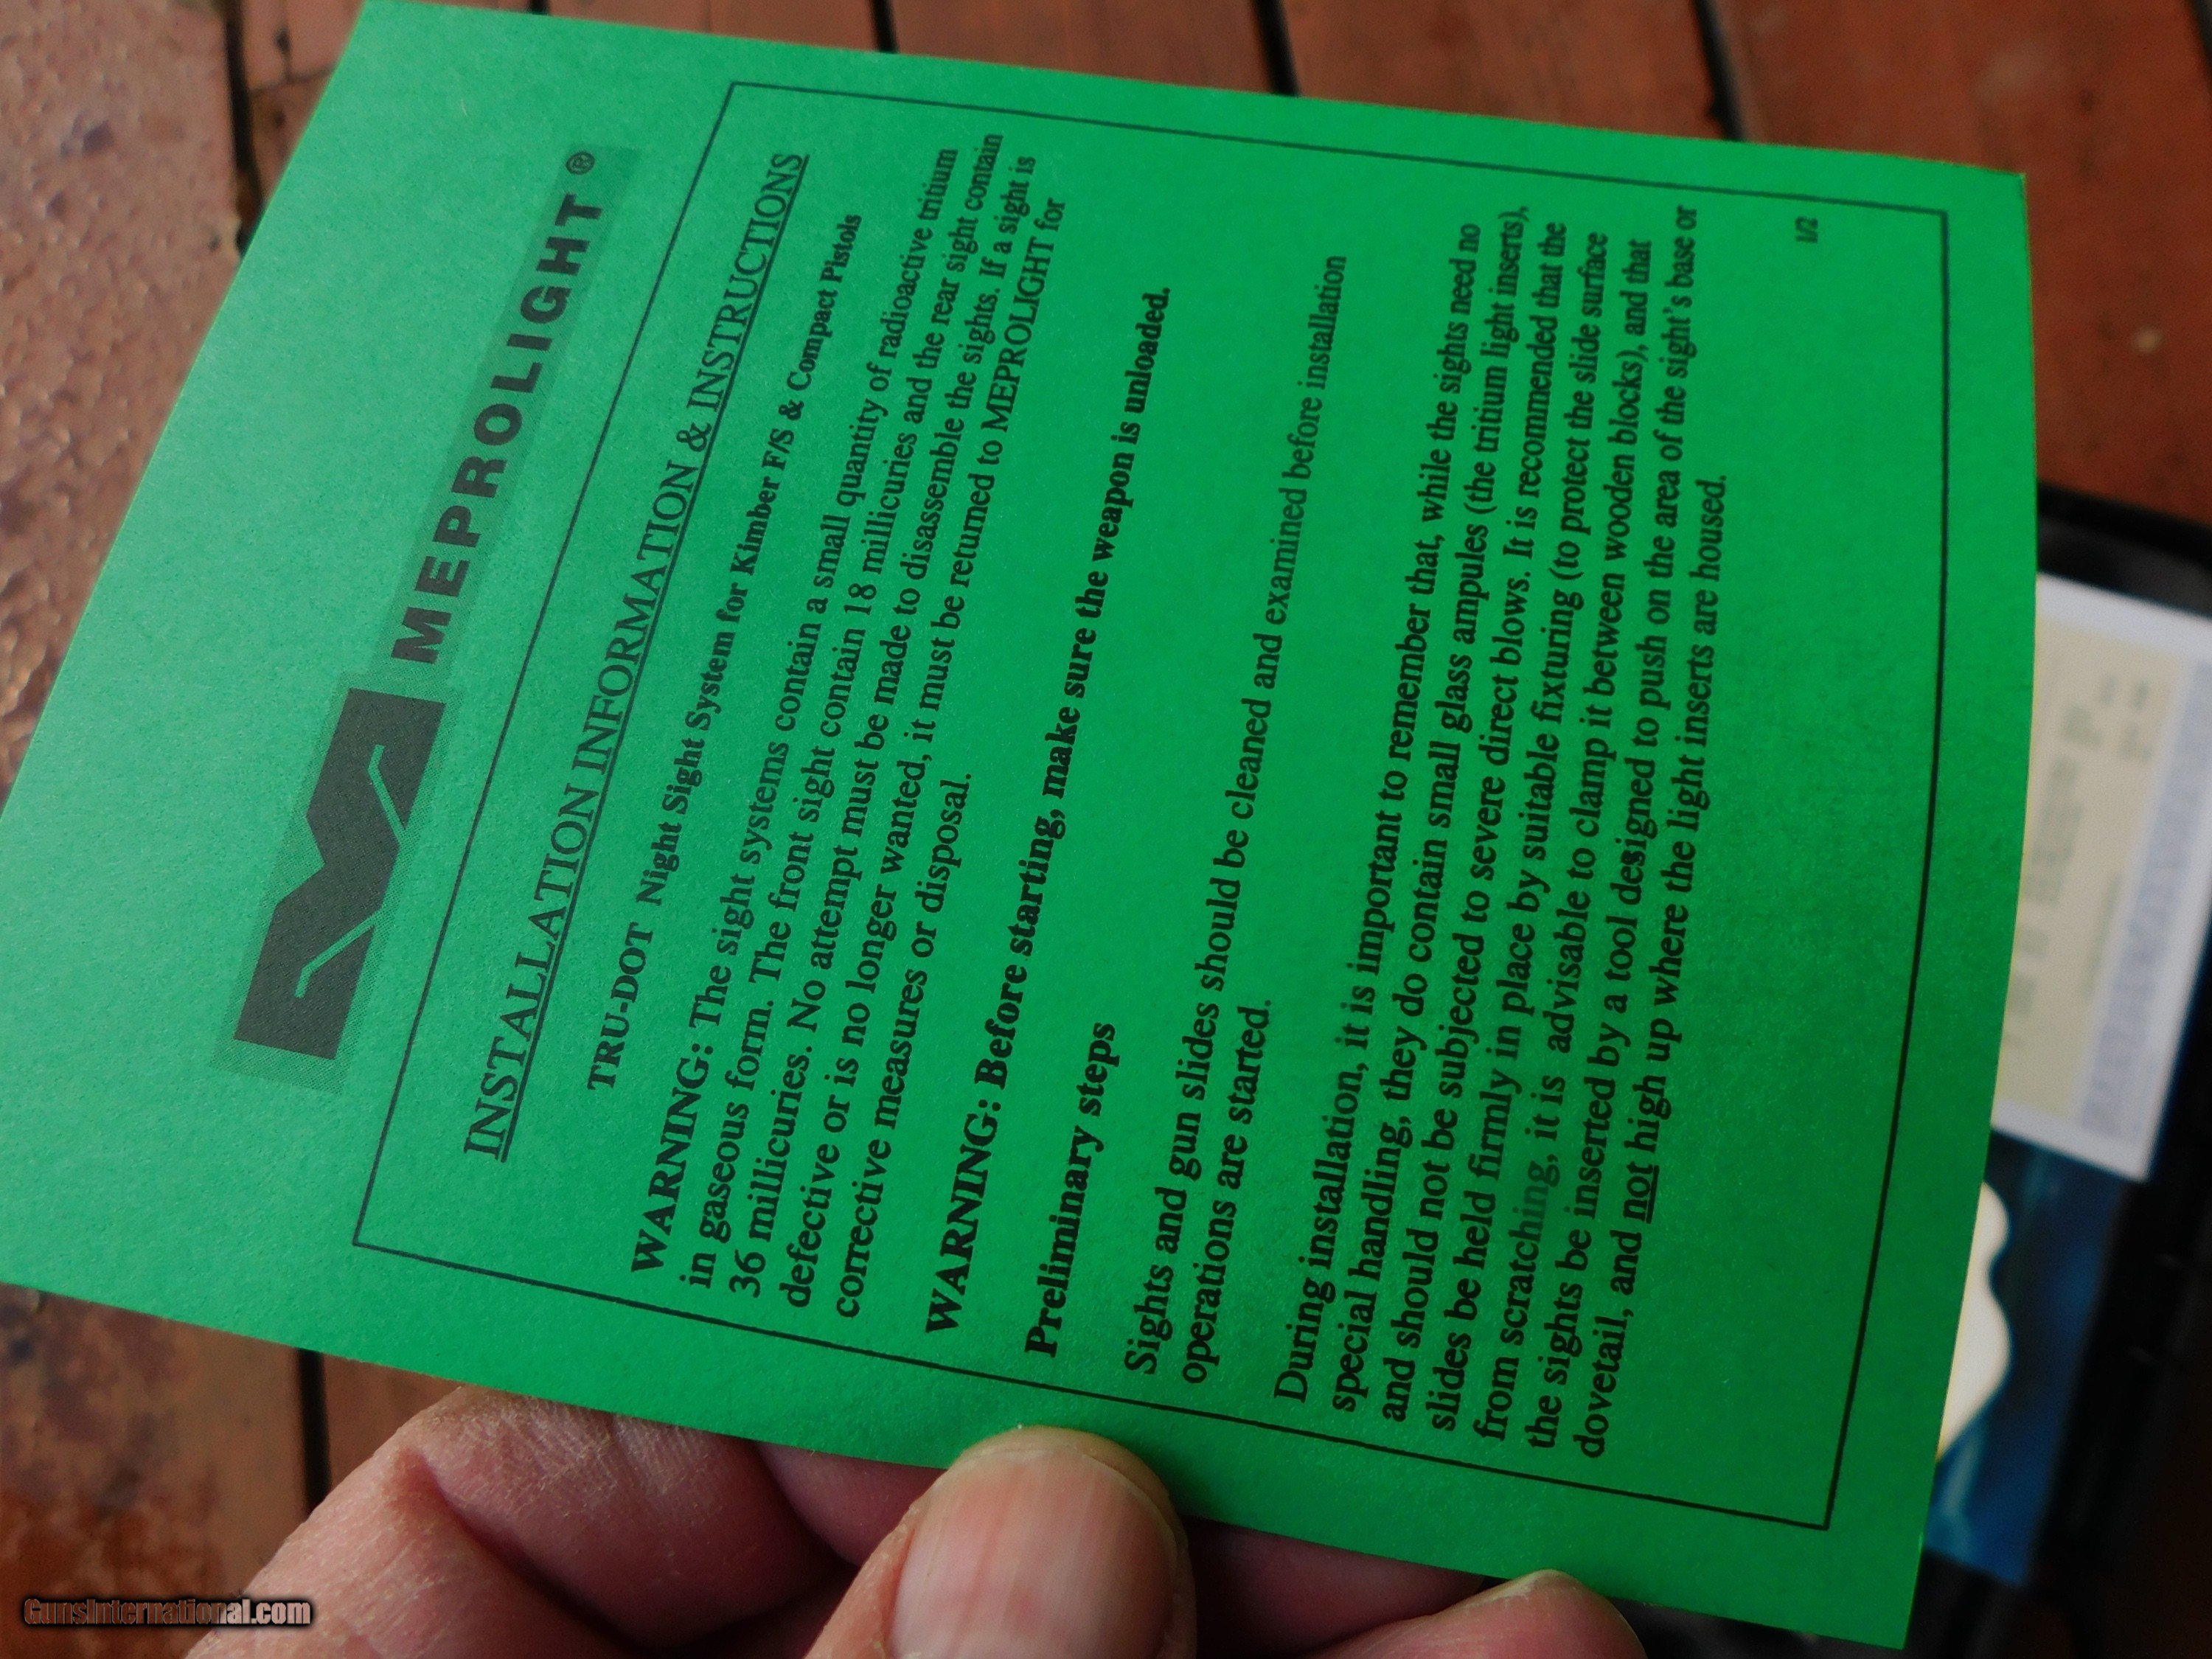 MEPROLIGHT®
INSTALLATION INFORMATION & INSTRUCTIONS
TRU-DOT Night Sight System for Kimber F/S & Compact Pistols
WARNING: The sight systems contain a small quantity of radioactive tritium
in gaseous form. The front sight contain 18 millicuries and the rear sight contain
36 millicuries. No attempt must be made to disassemble the sights. If a sight is
defective or is no longer wanted, it must be returned to MEPROLIGHT for
corrective measures or disposal.
WARNING: Before starting, make sure the weapon is unloaded.
Preliminary steps
Sights and gun slides should be cleaned and examined before installation
operations are started.
During installation, it is important to remember that, while the sights need no
special handling, they do contain small glass ampules (the tritium light inserts),
and should not be subjected to severe direct blows. It is recommended that the
slides be held firmly in place by suitable fixturing (to protect the slide surface
from scratching, it is advisable to clamp it between wooden blocks), and that
the sights be inserted by a tool designed to push on the area of the sight's base or
dovetail, and not high up where the light inserts are housed.
1/2
GunsInternational.com